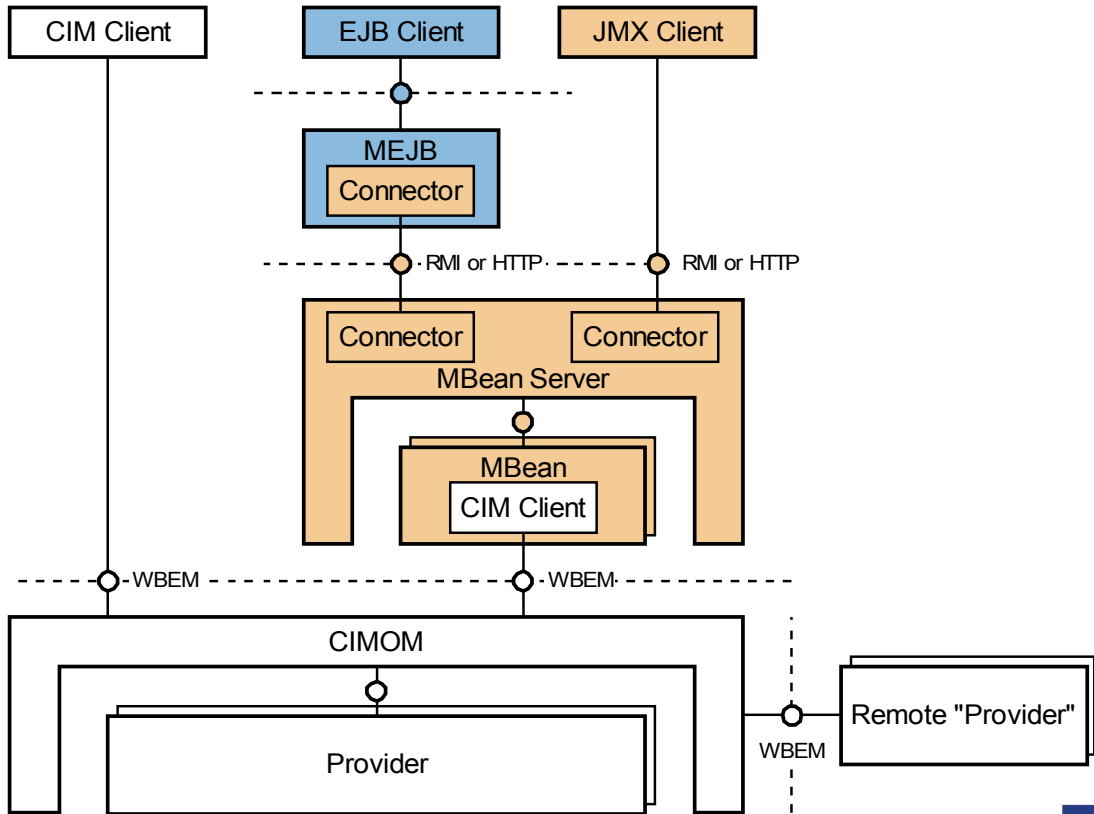 CIM Client
EJB Client
JMX Client
MEJB
Connector
RMI or HTTP
RMI or HTTP
Connector
Connector
MBean Server
MBean
CIM Client
WBEM
WBEM
CIMOM
Remote "Provider"
WBEM
Provider